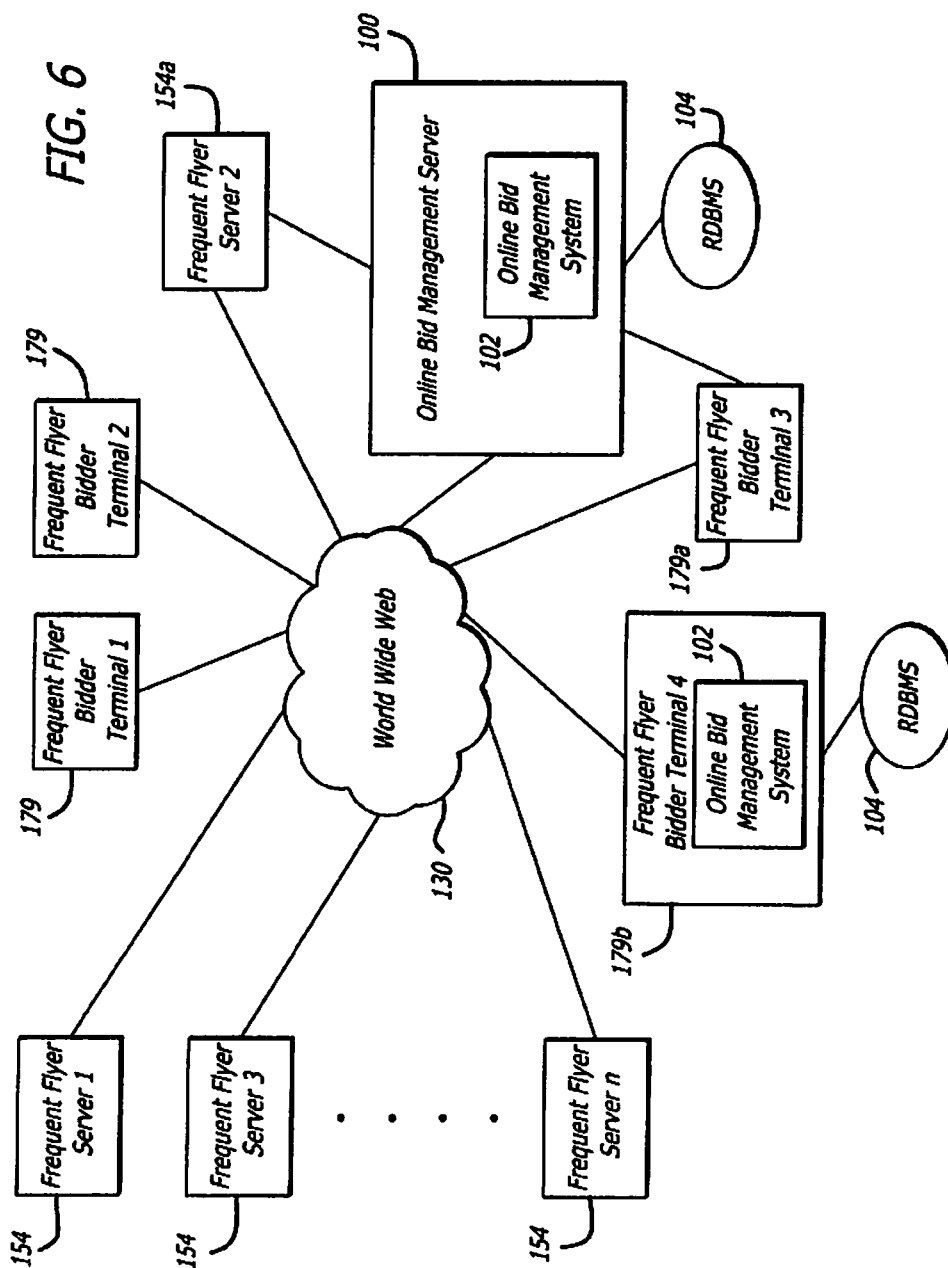 FIG. 6
154
Frequent Flyer
Server 1
154
Frequent Flyer
Server 3
154
Frequent Flyer
Server n
179
Frequent Flyer
Bidder
Terminal 1
179
Frequent Flyer
Bidder
Terminal 2
154a
Frequent Flyer
Server 2
World Wide Web
130
100
Online Bid Management Server
102
Online Bid
Management
System
104
RDBMS
179b
Frequent Flyer
Bidder Terminal 4
102
Online Bid
Management
System
104
RDBMS
179a
Frequent Flyer
Bidder
Terminal 3